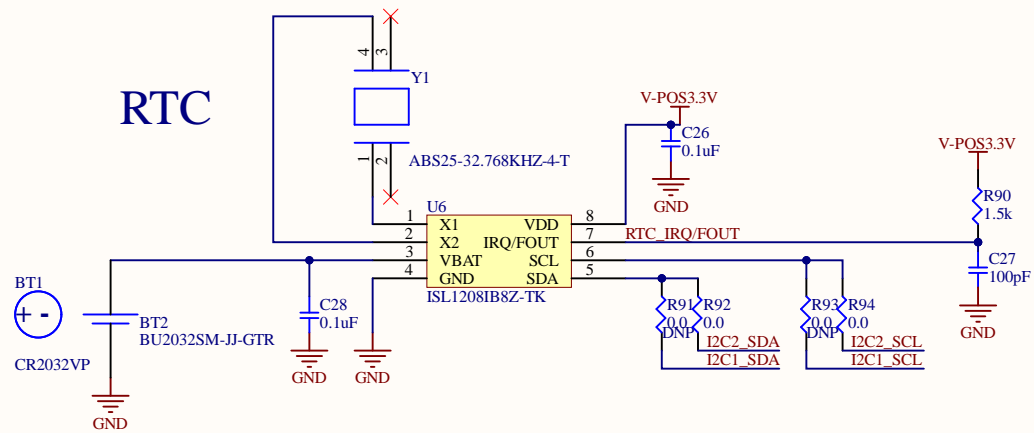 RTC
4
3
Y1
1
2
ABS25-32.768KHZ-4-T
V-POS3.3V
C26
0.1uF
GND
V-POS3.3V
R90
1.5k
U6
1
X1
VDD
8
2
X2
IRQ/FOUT
7
RTC_IRQ/FOUT
3
VBAT
SCL
6
4
GND
SDA
5
ISL1208IB8Z-TK
C27
100pF
GND
BT1
+ -
CR2032VP
BT2
BU2032SM-JJ-GTR
GND
C28
0.1uF
GND
GND
R91
0.0
DNP
R92
0.0
R93
0.0
DNP
R94
0.0
I2C2_SDA
I2C1_SDA
I2C2_SCL
I2C1_SCL